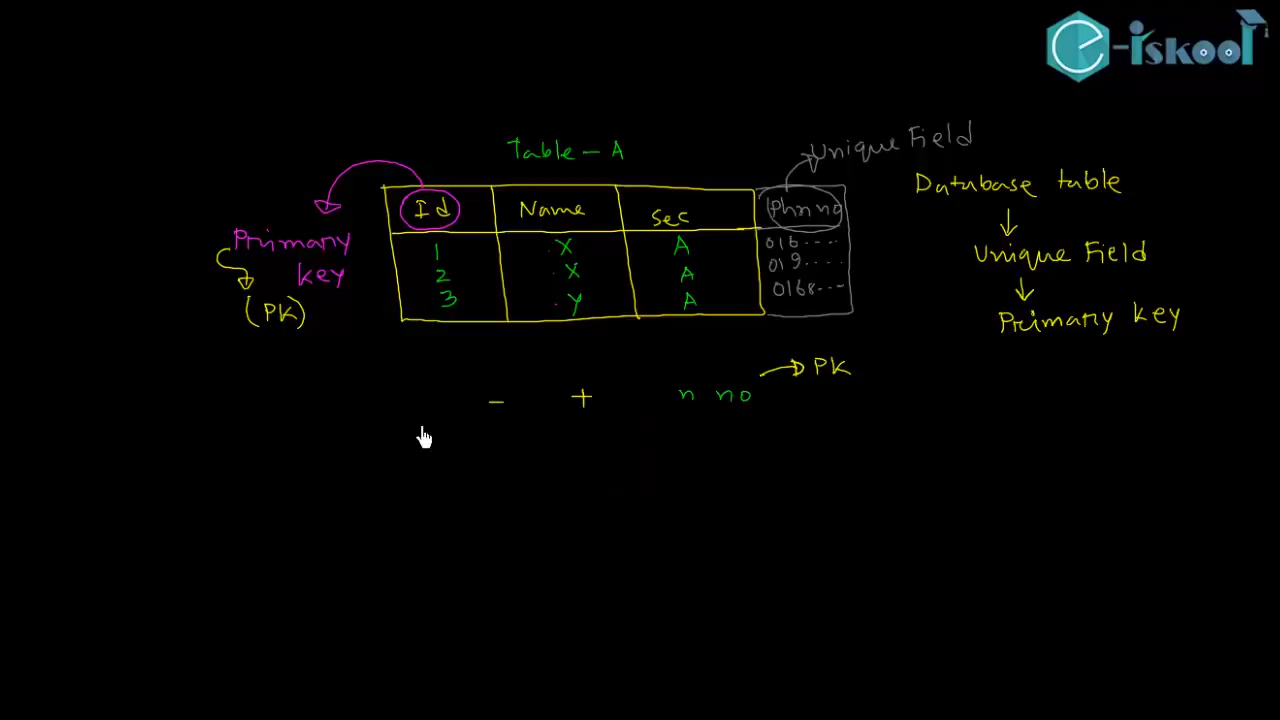 e-iskool
Table - A
Unique Field
Id Name Sec Phn no
1 X A 016....
2 X A 019.....
3 Y A 0168...-
Primary
key
(PK)
Database table
Unique Field
Primary key
- + n no PK